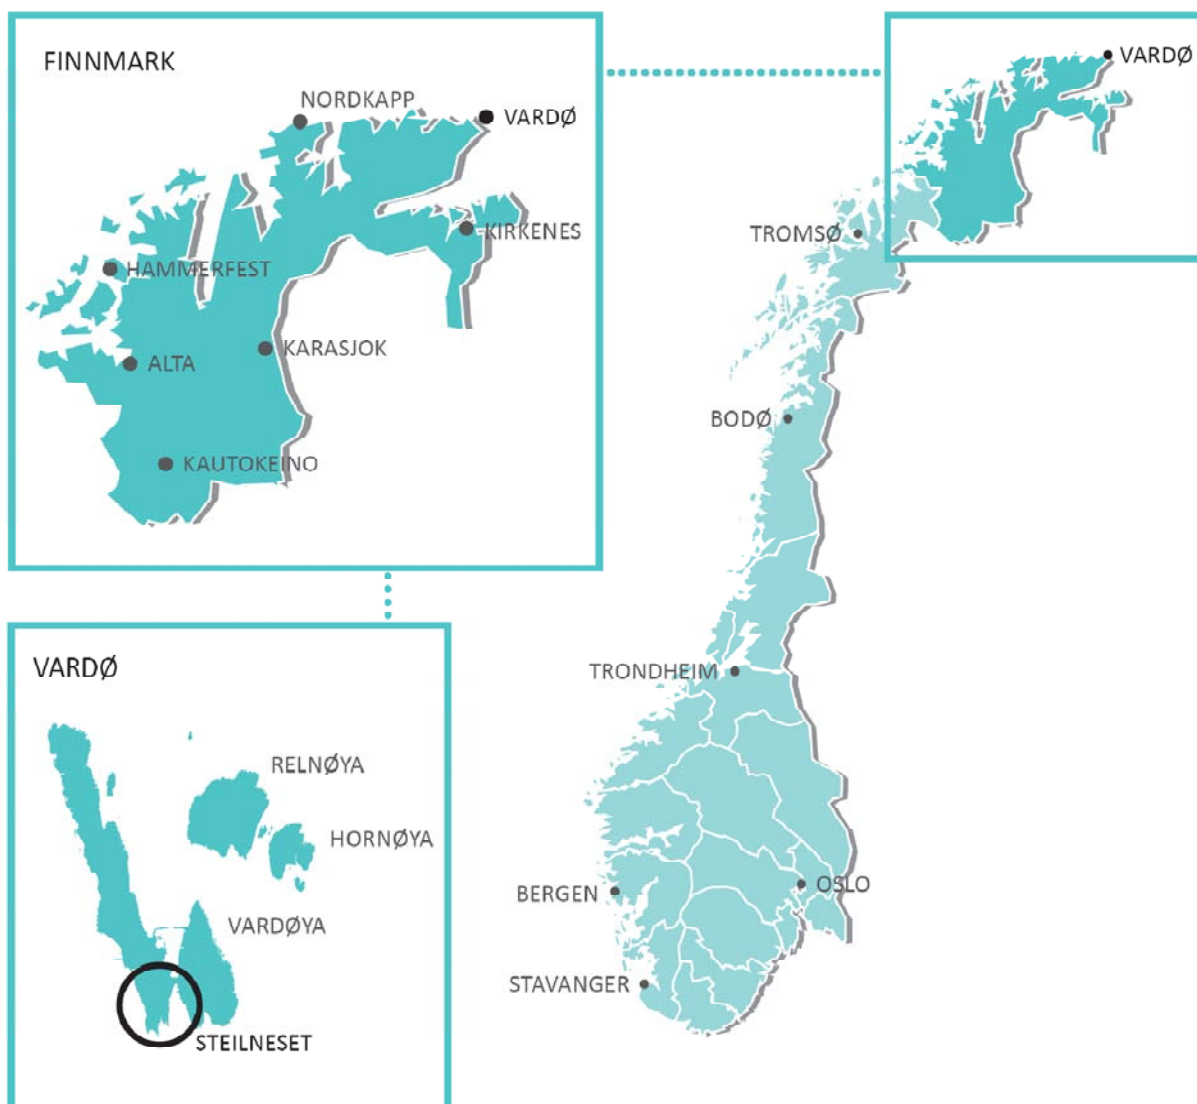 FINNMARK
NORDKAPP
VARDØ
KIRKENES
HAMMERFEST
KARASJOK
ALTA
KAUTOKEINO
VARDØ
TROMSØ
BODØ
TRONDHEIM
BERGEN
OSLO
STAVANGER
VARDØ
RELNØYA
HORNØYA
VARDØYA
STEILNESET